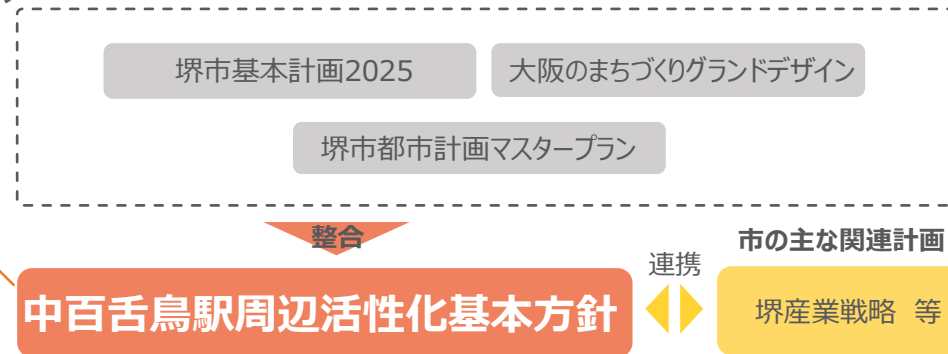 堺市基本計画2025
大阪のまちづくりグランドデザイン
堺市都市計画マスタープラン
整合
市の主な関連計画
連携
中百舌鳥駅周辺活性化基本方針
堺産業戦略 等